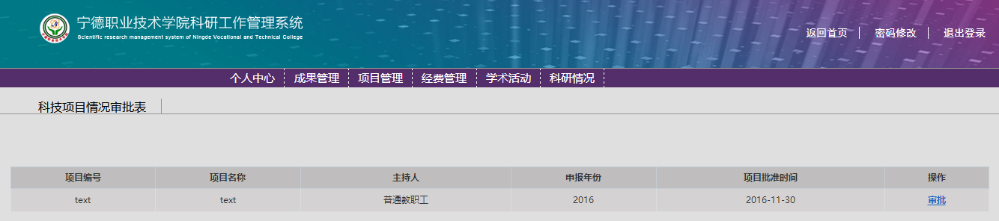 宁德职业技术学院科研工作管理系统
Scientific research management system of Ningde Vocational and Technical College
返回首页 密码修改 退出登录
个人中心 成果管理 项目管理 经费管理 学术活动 科研情况
科技项目情况审批表
项目编号 项目名称 主持人 申报年份 项目批准时间 操作
text text 普通教职工 2016 2016-11-30 审批